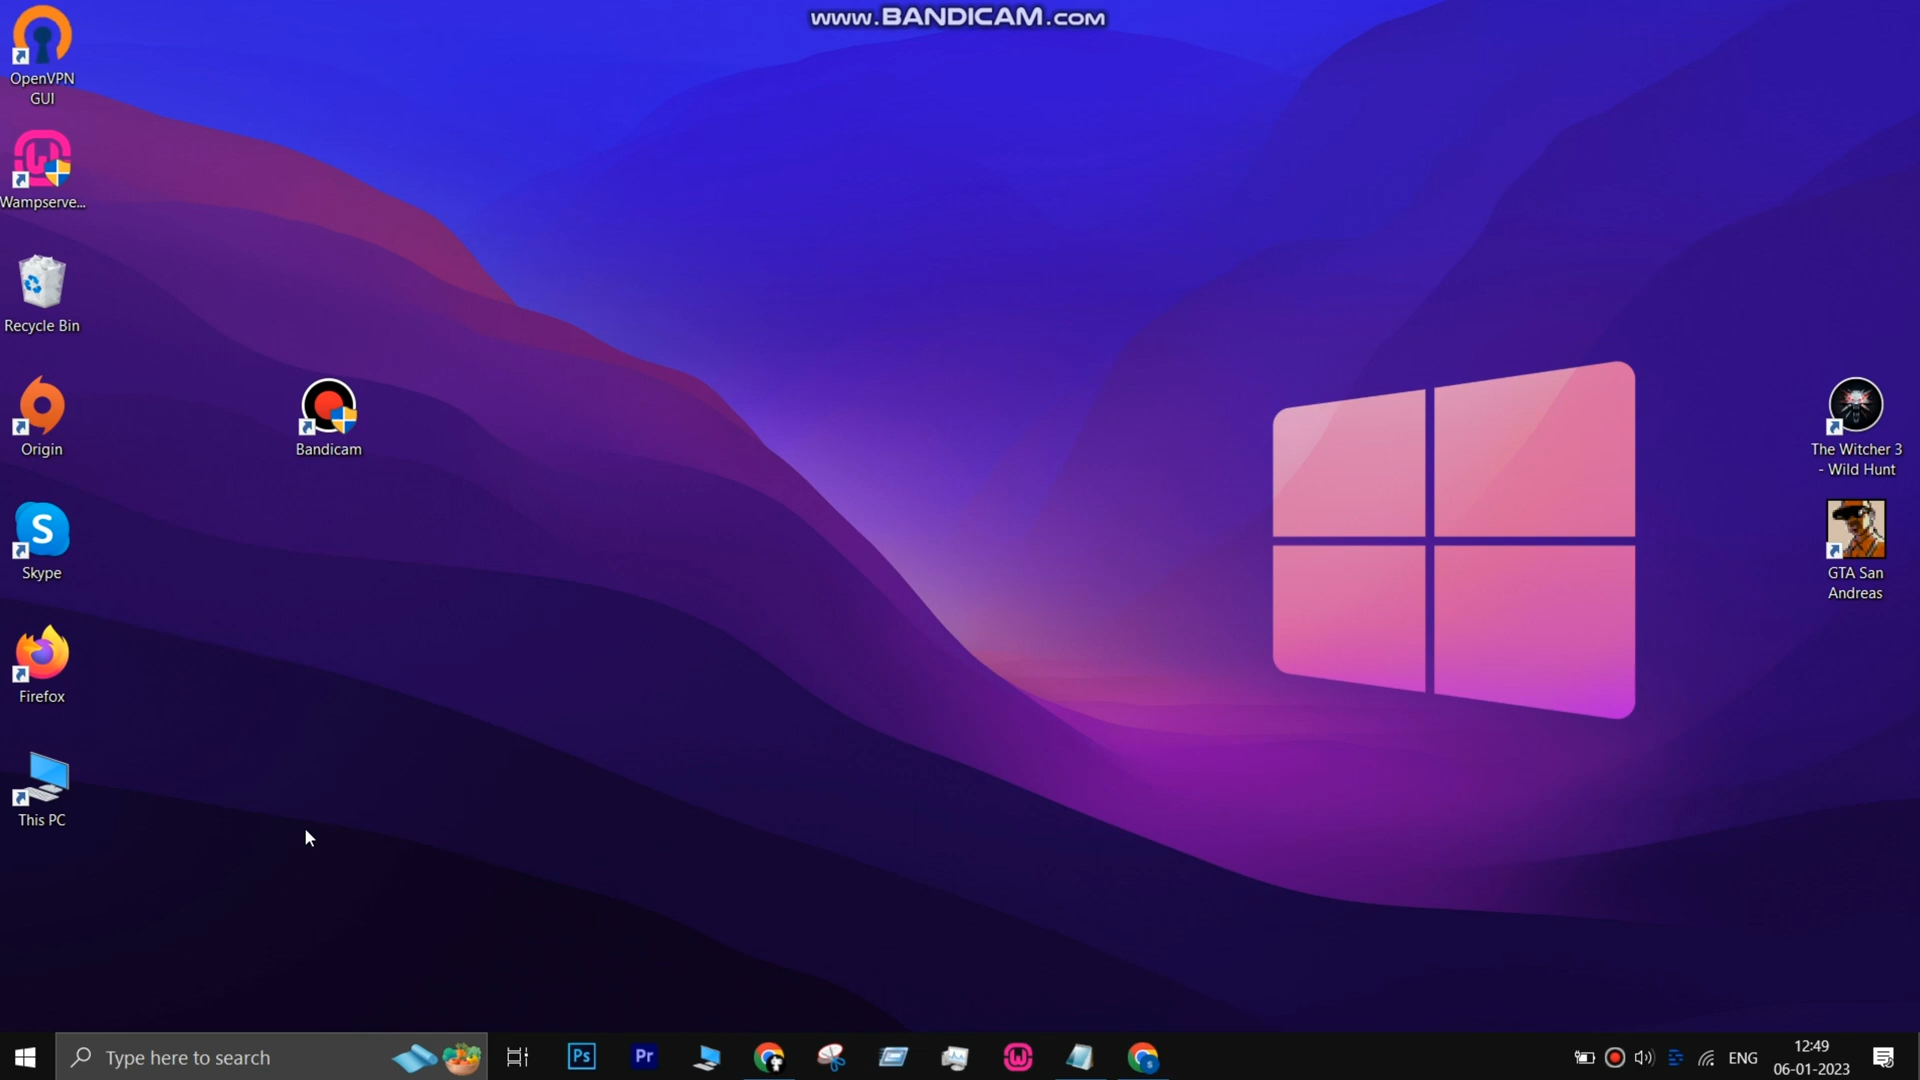 www.BANDICAM.com
OpenVPN
GUI
Wampserve...
Recycle Bin
Origin
Bandicam
The Witcher 3
- Wild Hunt
S
Skype
GTA San
Andreas
Firefox
This PC
Type here to search
Ps
Pr
ENG
12:49
06-01-2023